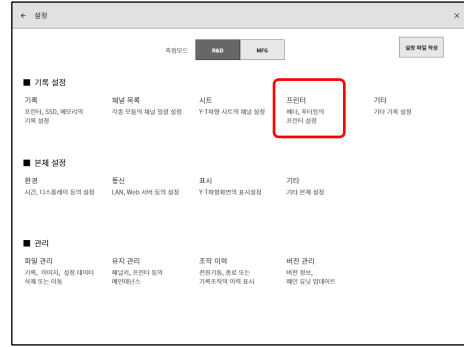 ← 설정 ×
측정모드 R&D MFG 설정 파일 작성
■ 기록 설정
기록 채널 목록 시트 프린터 기타
프린터, SSD, 메모리의 각종 모듈의 채널 일괄 설정 Y-T파형 시트의 채널 설정 헤더, 푸터등의 기타 기록 설정
기록 설정 프린터 설정
■ 본체 설정
환경 통신 표시 기타
시간, 디스플레이 등의 설정 LAN, Web 서버 등의 설정 Y-T파형화면의 표시설정 기타 본체 설정
■ 관리
파일 관리 유지 관리 조작 이력 버전 관리
기록, 이미지, 설정 데이터 패널키, 프린터 등의 전원기동, 종료 또는 버전 정보,
삭제 또는 이동 메인테넌스 기록조작의 이력 표시 메인 유닛 업데이트